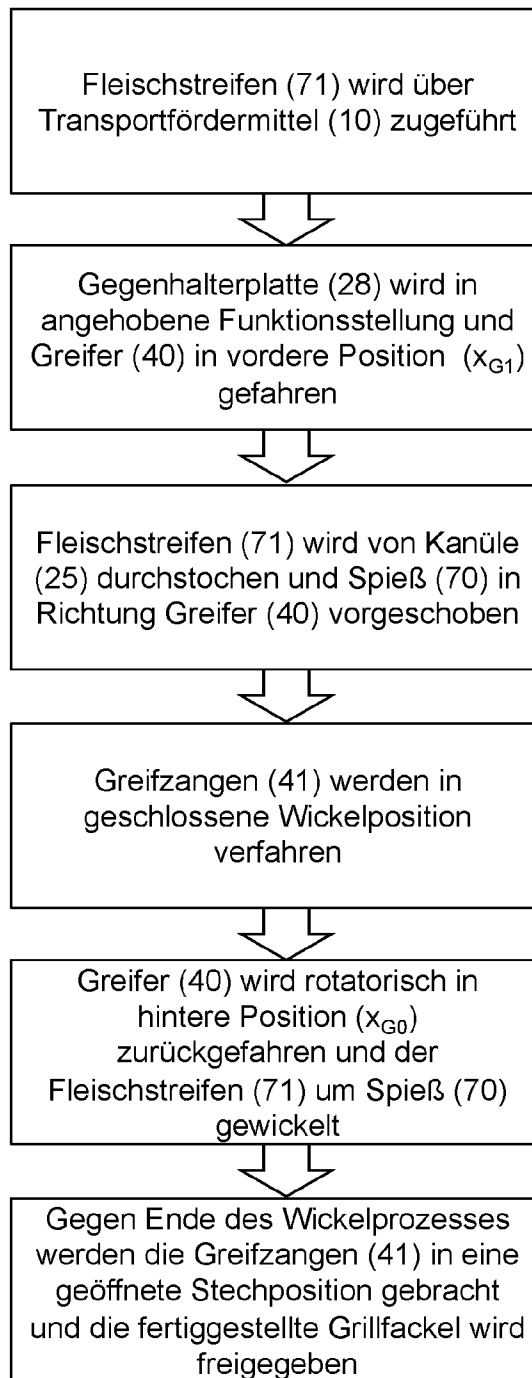 Fleischstreifen (71) wird über
Transportfördermittel (10) zugeführt
Gegenhalterplatte (28) wird in
angehobene Funktionsstellung und
Greifer (40) in vordere Position (xG1)
gefahren
Fleischstreifen (71) wird von Kanüle
(25) durchstochen und Spieß (70) in
Richtung Greifer (40) vorgeschoben
Greifzangen (41) werden in
geschlossene Wickelposition
verfahren
Greifer (40) wird rotatorisch in
hintere Position (xG0)
zurückgefahren und der
Fleischstreifen (71) um Spieß (70)
gewickelt
Gegen Ende des Wickelprozesses
werden die Greifzangen (41) in eine
geöffnete Stechposition gebracht
und die fertiggestellte Grillfackel wird
freigegeben